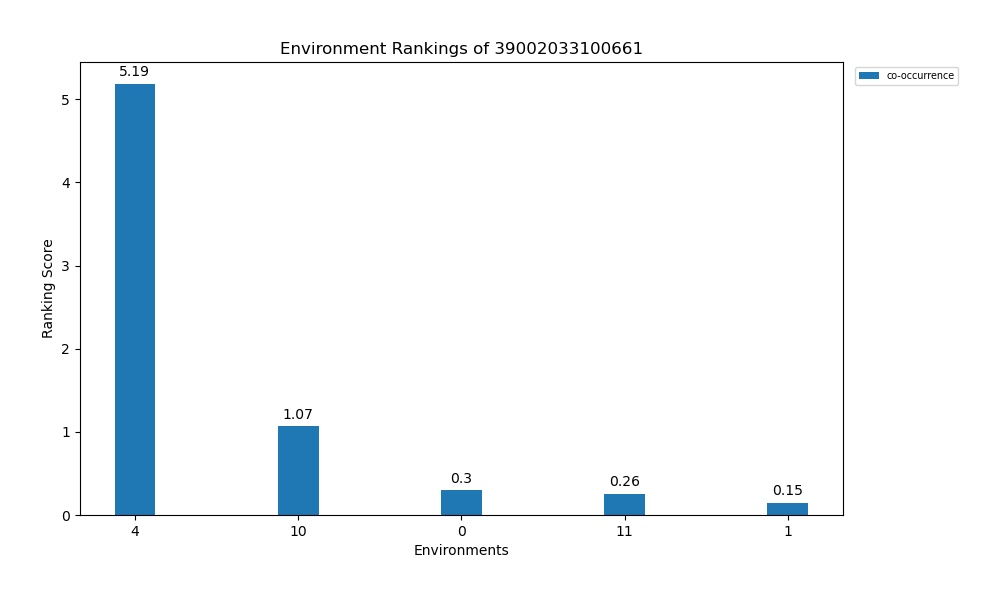 Environment Rankings of 39002033100661
co-occurrence
5.19
1.07
0.3
0.26
0.15
Ranking Score
5
4
3
2
1
0
4 10 0 11 1
Environments